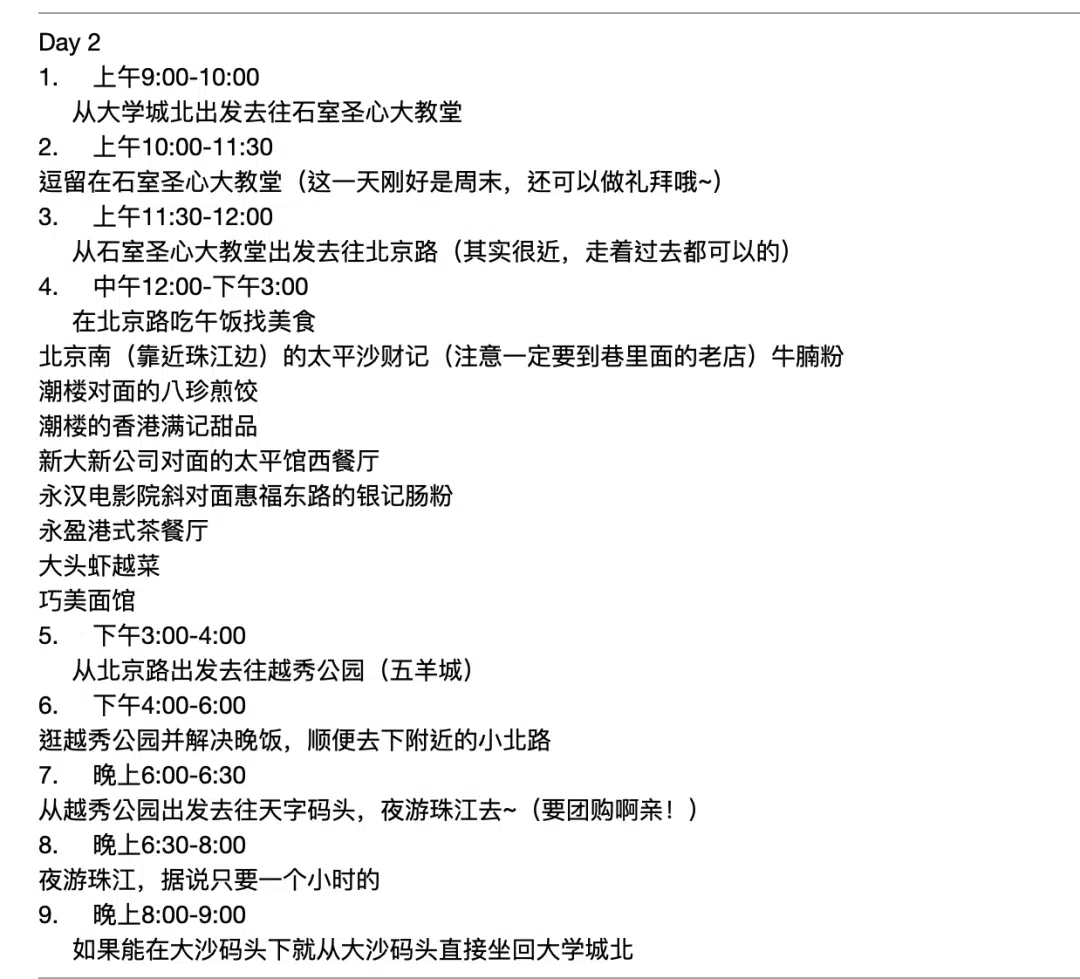 Day 2
1. 上午9:00-10:00
从大学城北出发去往石室圣心大教堂
2. 上午10:00-11:30
逗留在石室圣心大教堂（这一天刚好是周末，还可以做礼拜哦~）
3. 上午11:30-12:00
从石室圣心大教堂出发去往北京路（其实很近，走着过去都可以的）
4. 中午12:00-下午3:00
在北京路吃午饭找美食
北京南（靠近珠江边）的太平沙财记（注意一定要到巷里面的老店）牛腩粉
潮楼对面的八珍煎饺
潮楼的香港满记甜品
新大新公司对面的太平馆西餐厅
永汉电影院斜对面惠福东路的银记肠粉
永盈港式茶餐厅
大头虾越菜
巧美面馆
5. 下午3:00-4:00
从北京路出发去往越秀公园（五羊城）
6. 下午4:00-6:00
逛越秀公园并解决晚饭，顺便去下附近的小北路
7. 晚上6:00-6:30
从越秀公园出发去往天字码头，夜游珠江去~（要团购啊亲！）
8. 晚上6:30-8:00
夜游珠江，据说只要一个小时的
9. 晚上8:00-9:00
如果能在大沙码头下就从大沙码头直接坐回大学城北